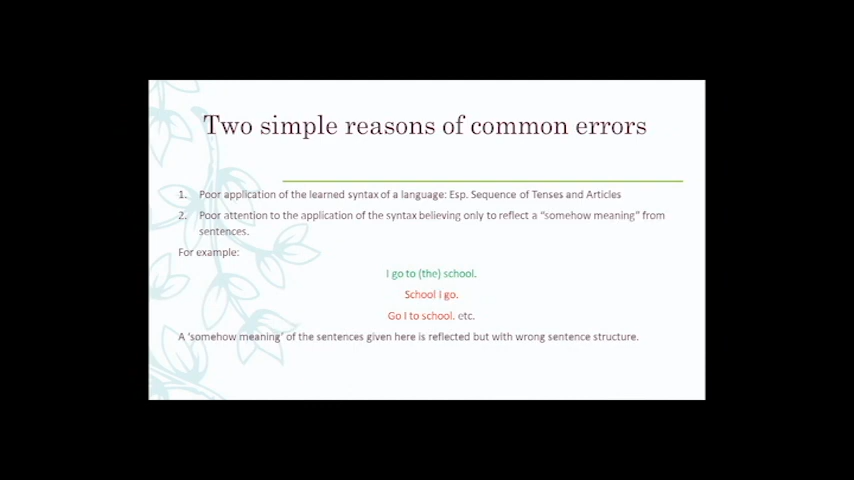 Two simple reasons of common errors
1. Poor application of the learned syntax of a language: Esp. Sequence of Tenses and Articles
2. Poor attention to the application of the syntax believing only to reflect a “somehow meaning” from
sentences.
For example:
I go to (the) school.
School I go.
Go I to school. etc.
A ‘somehow meaning’ of the sentences given here is reflected but with wrong sentence structure.